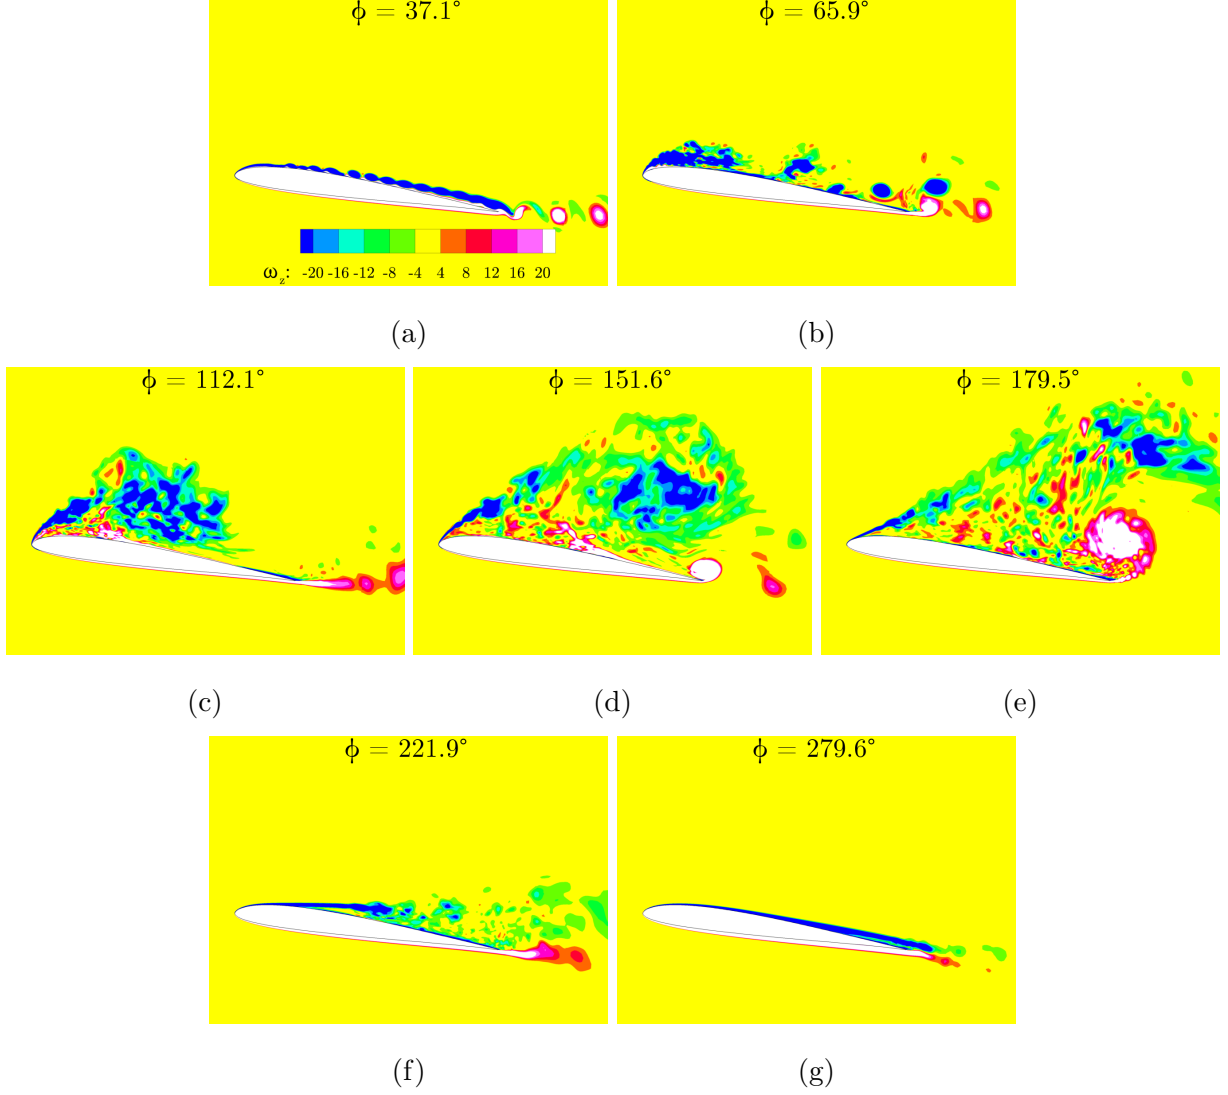 ϕ = 37.1°
ϕ = 65.9°
ω_z: -20 -16 -12 -8 -4 4 8 12 16 20
(a)
(b)
ϕ = 112.1°
ϕ = 151.6°
ϕ = 179.5°
(c)
(d)
(e)
ϕ = 221.9°
ϕ = 279.6°
(f)
(g)